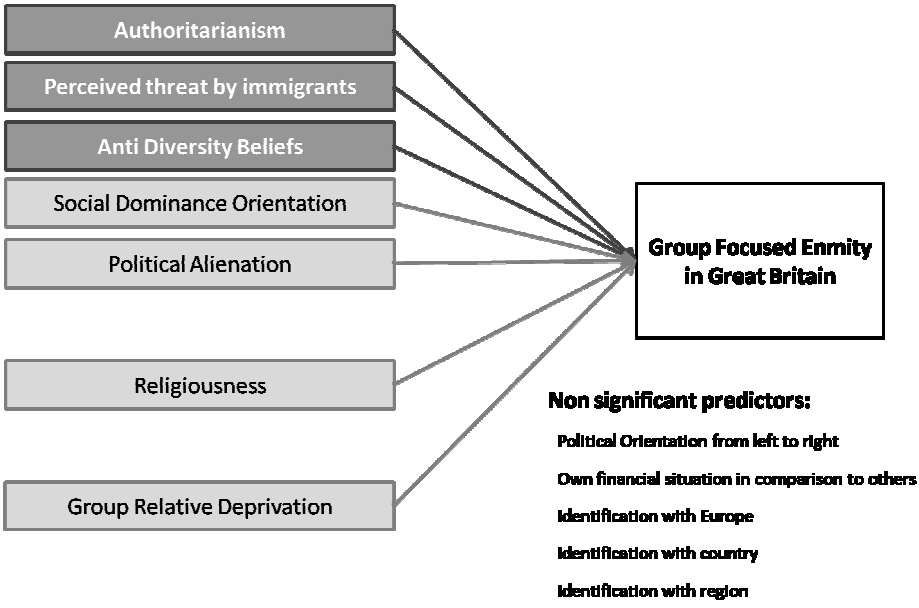 Authoritarianism
Perceived threat by immigrants
Anti Diversity Beliefs
Social Dominance Orientation
Political Alienation
Religiousness
Group Relative Deprivation
Group Focused Enmity
in Great Britain
Non significant predictors:
Political Orientation from left to right
Own financial situation in comparison to others
Identification with Europe
Identification with country
Identification with region